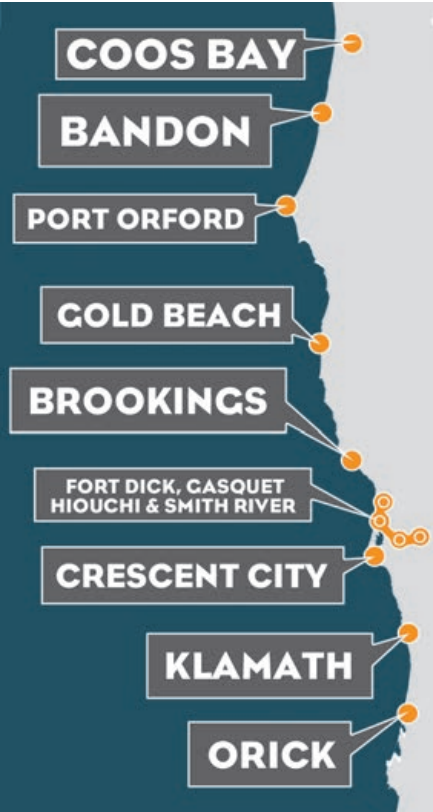 COOS BAY
BANDON
PORT ORFORD
GOLD BEACH
BROOKINGS
FORT DICK, GASQUET
HIOUCHI & SMITH RIVER
CRESCENT CITY
KLAMATH
ORICK